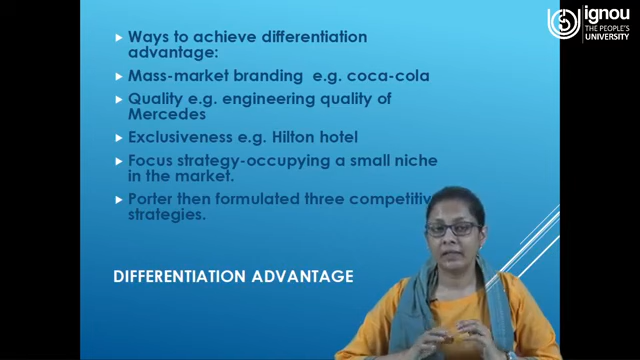 ignou
THE PEOPLE'S
UNIVERSITY
Ways to achieve differentiation
advantage:
Mass-market branding e.g. coca-cola
Quality e.g. engineering quality of
Mercedes
Exclusiveness e.g. Hilton hotel
Focus strategy-occupying a small niche
in the market.
Porter then formulated three competitiv
strategies.
DIFFERENTIATION ADVANTAGE